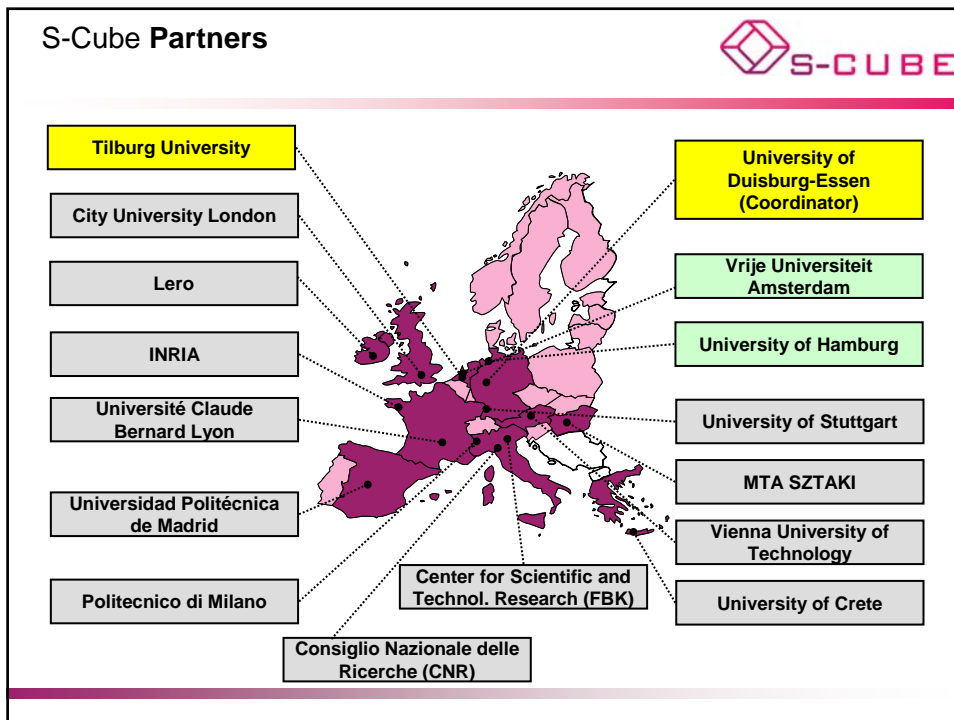 S-Cube Partners
S-CUBE
Tilburg University
City University London
Lero
INRIA
Université Claude
Bernard Lyon
Universidad Politécnica
de Madrid
Politecnico di Milano
Center for Scientific and
Technol. Research (FBK)
Consiglio Nazionale delle
Ricerche (CNR)
University of
Duisburg-Essen
(Coordinator)
Vrije Universiteit
Amsterdam
University of Hamburg
University of Stuttgart
MTA SZTAKI
Vienna University of
Technology
University of Crete